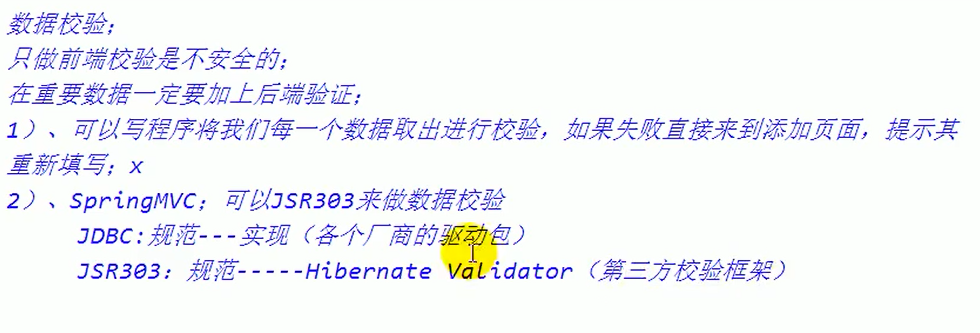 数据校验；
只做前端校验是不安全的；
在重要数据一定要加上后端验证；
1）、可以写程序将我们每一个数据取出进行校验，如果失败直接来到添加页面，提示其
重新填写；x
2）、SpringMVC；可以JSR303来做数据校验
JDBC:规范---实现（各个厂商的驱动包）
JSR303：规范-----Hibernate Validator（第三方校验框架）